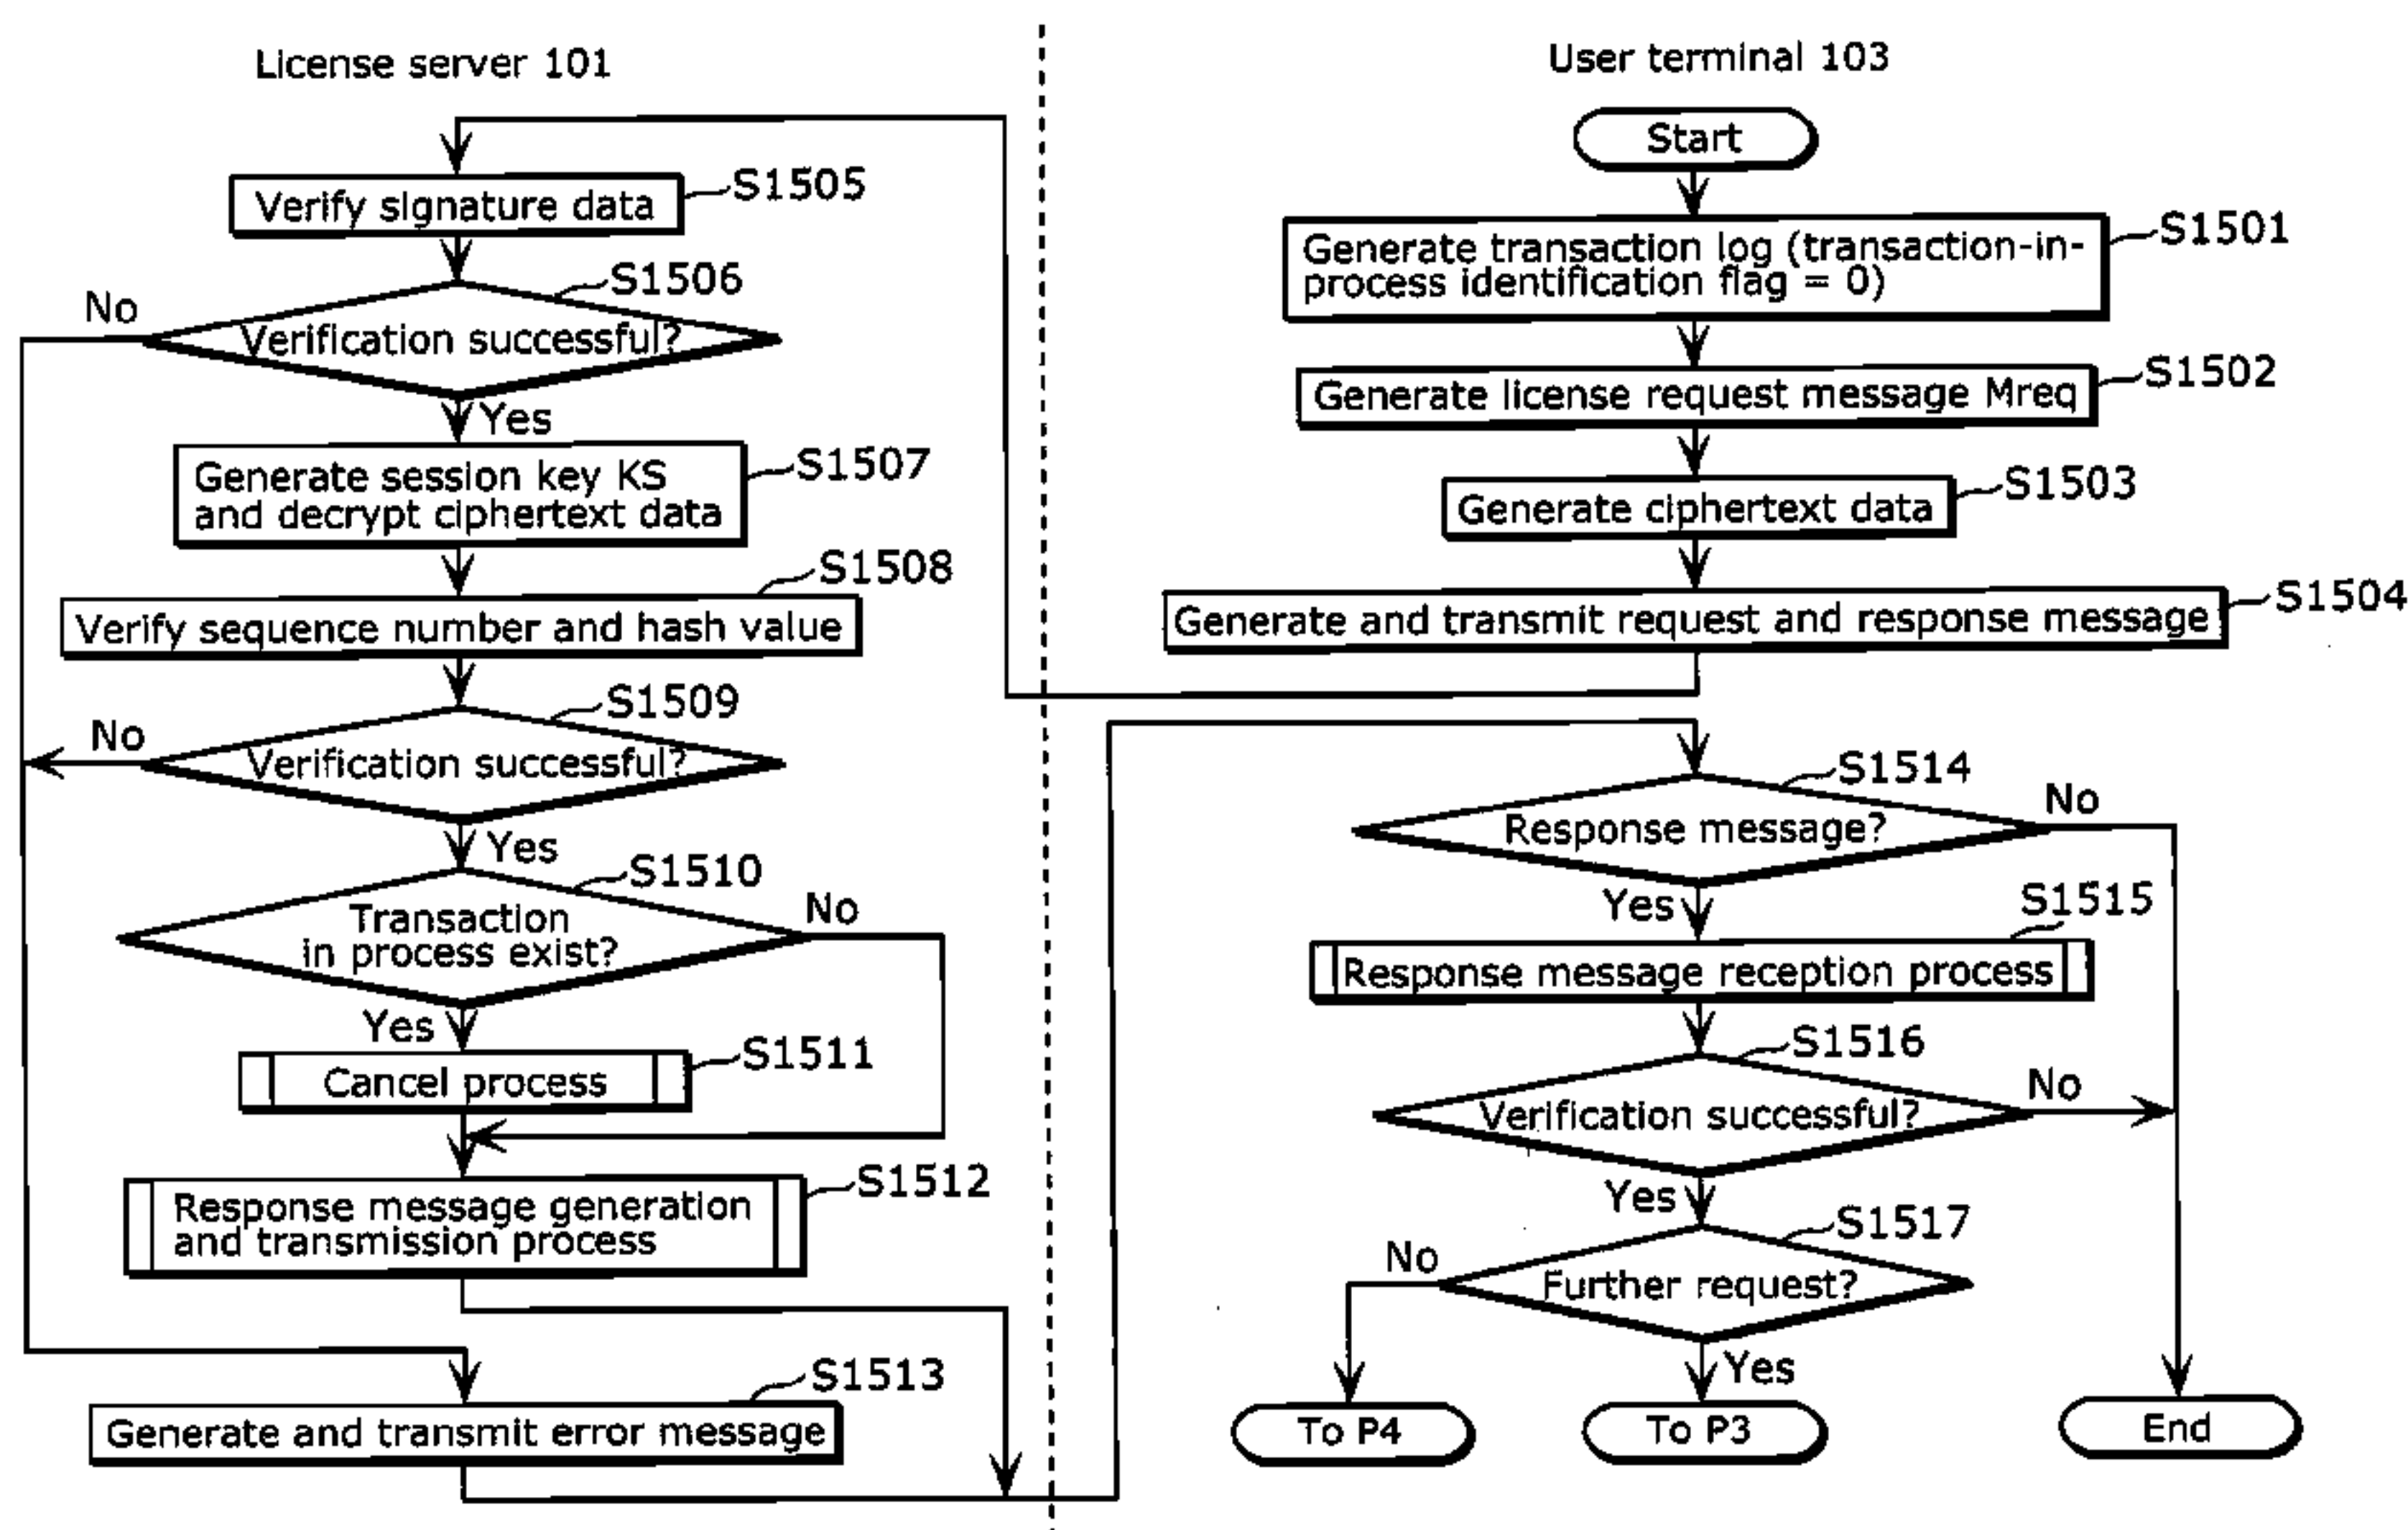 License server 101
Verify signature data
S1505
S1506
No
Verification successful?
Yes
Generate session key KS
and decrypt ciphertext data
S1507
S1508
Verify sequence number and hash value
S1509
No
Verification successful?
Yes
S1510
Transaction
in process exist?
No
Yes
Cancel process
S1511
Response message generation
and transmission process
S1512
S1513
Generate and transmit error message
User terminal 103
Start
Generate transaction log (transaction-in-
process identification flag = 0)
S1501
Generate license request message Mreq
S1502
Generate ciphertext data
S1503
Generate and transmit request and response message
S1504
S1514
No
Response message?
Yes
S1515
Response message reception process
S1516
No
Verification successful?
Yes
S1517
No
Further request?
Yes
To P4
To P3
End